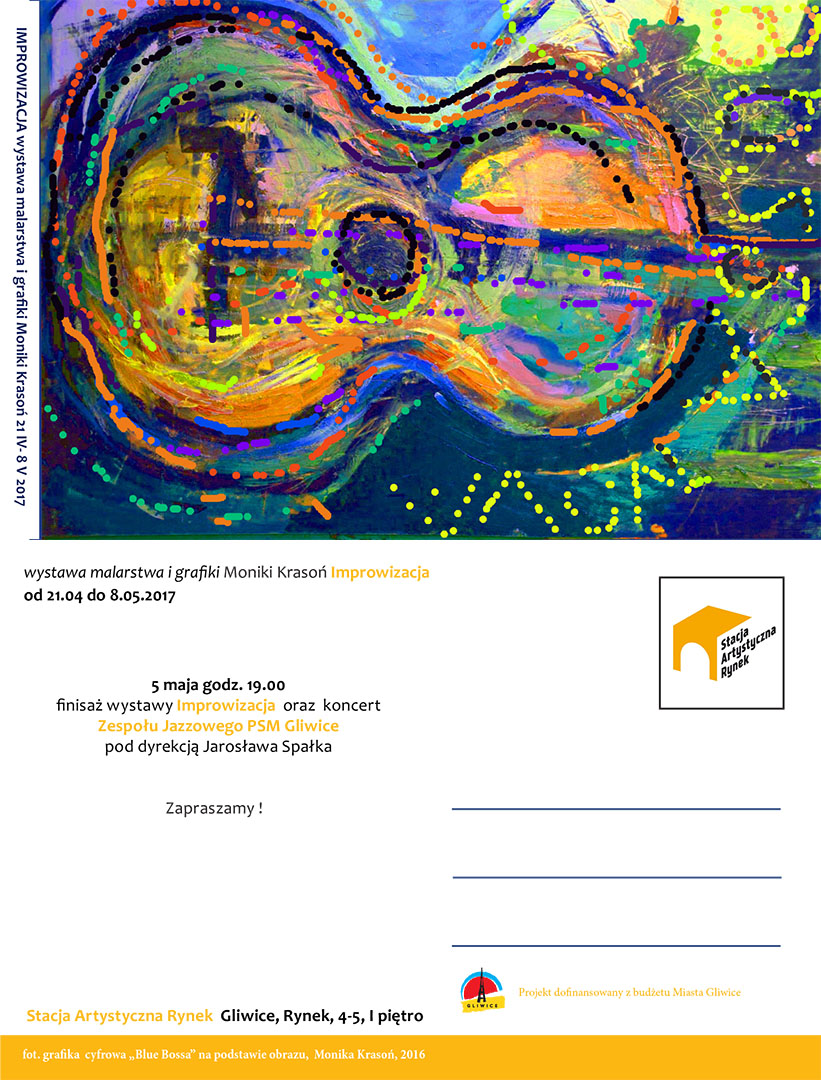 IMPROWIZACJA wystawa malarstwa i grafiki Moniki Krasoń 21 IV- 8 V 2017
wystawa malarstwa i grafiki Moniki Krasoń Improwizacja
od 21.04 do 8.05.2017
Stacja
Artystyczna
Rynek
5 maja godz. 19.00
finisaż wystawy Improwizacja oraz koncert
Zespołu Jazzowego PSM Gliwice
pod dyrekcją Jarosława Spałka
Zapraszamy !
GLIWICE
Projekt dofinansowany z budżetu Miasta Gliwice
Stacja Artystyczna Rynek Gliwice, Rynek, 4-5, I piętro
fot. grafika cyfrowa „Blue Bossa” na podstawie obrazu, Monika Krasoń, 2016